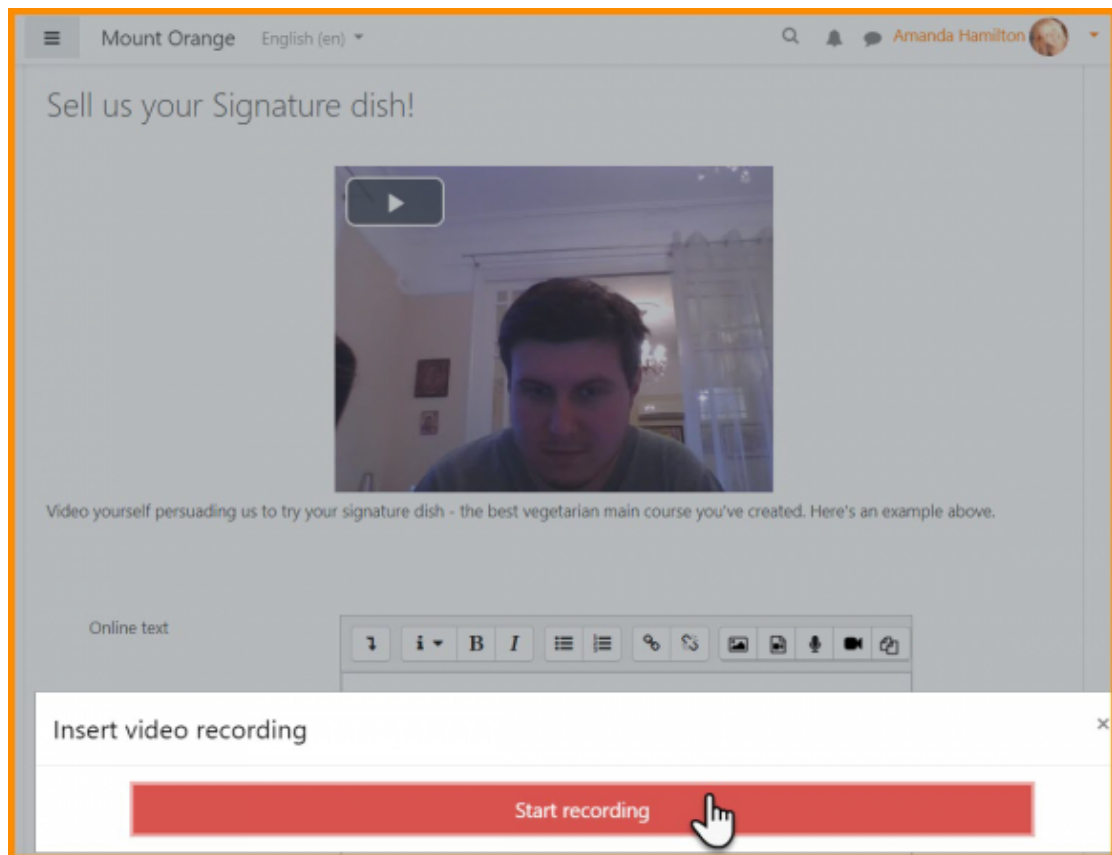 Mount Orange English (en) Amanda Hamilton
Sell us your Signature dish!
Video yourself persuading us to try your signature dish - the best vegetarian main course you've created. Here's an example above.
Online text
i B I
Insert video recording
×
Start recording